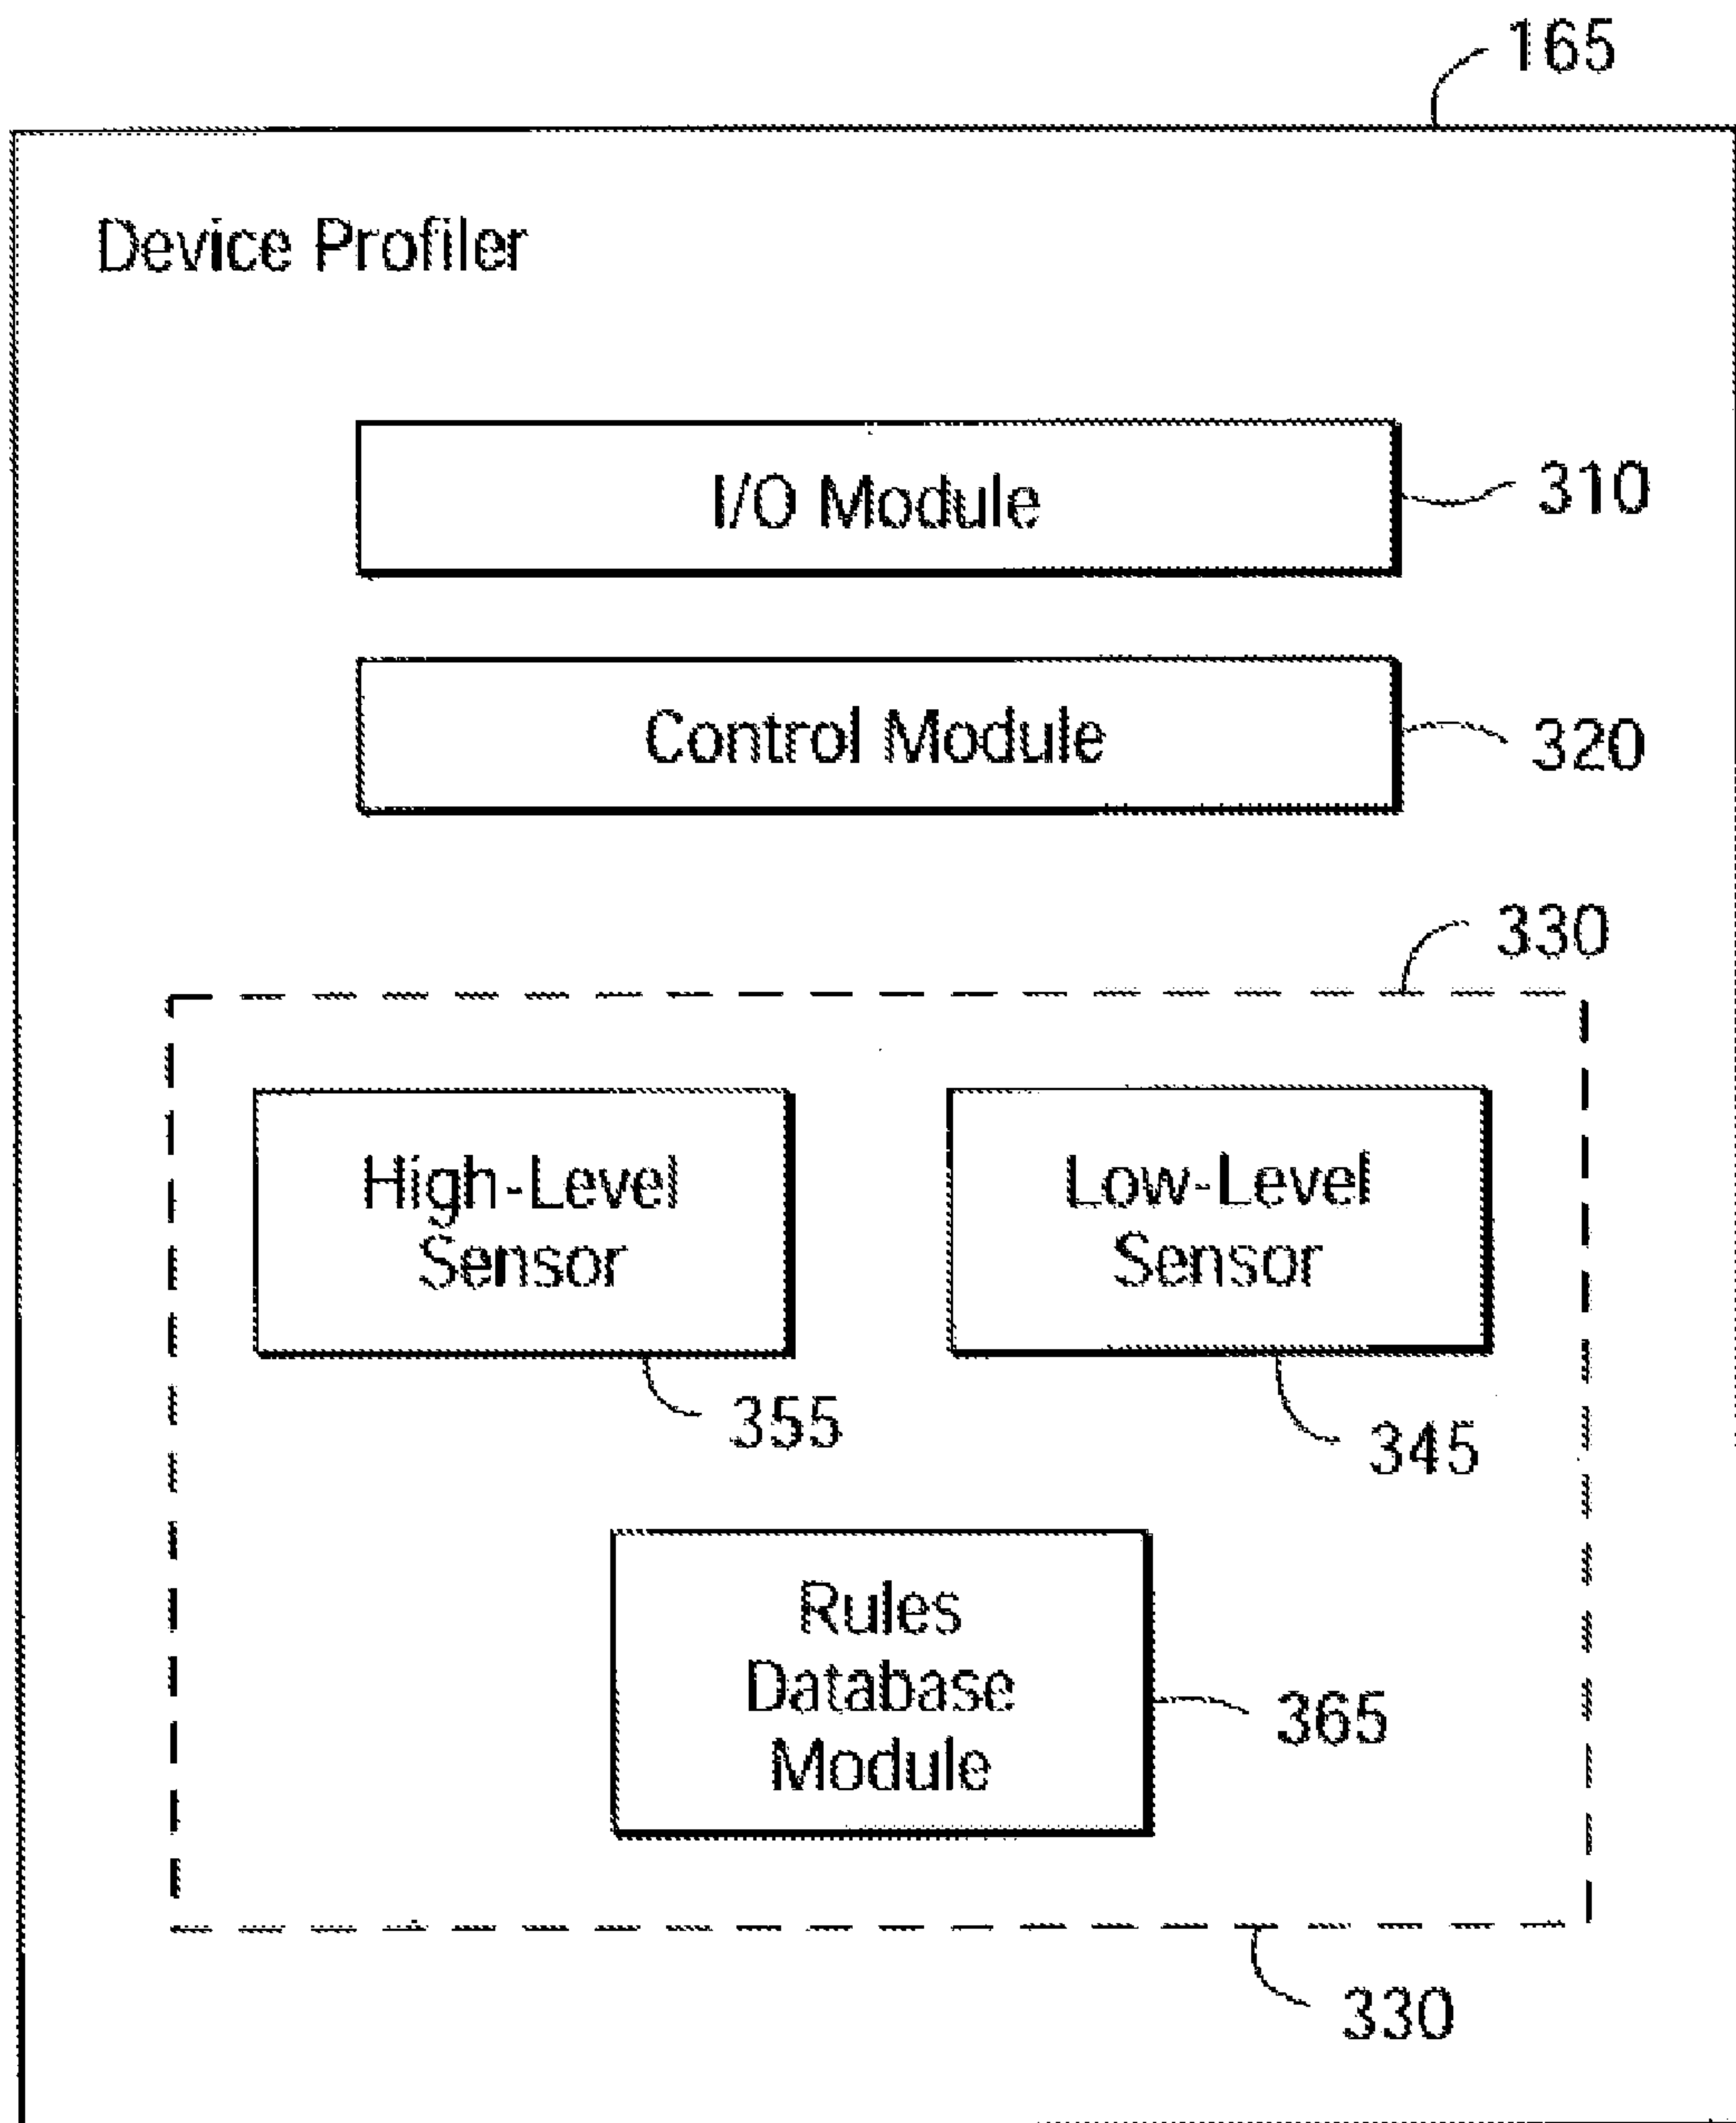 165
Device Profiler
I/O Module
310
Control Module
320
330
High-Level
Sensor
Low-Level
Sensor
355
345
Rules
Database
Module
365
330